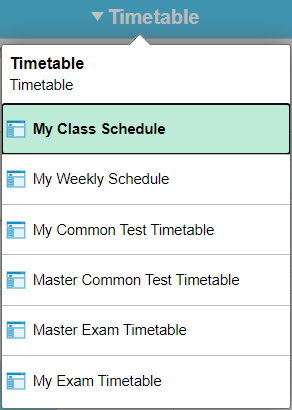 Timetable
Timetable
Timetable
My Class Schedule
My Weekly Schedule
My Common Test Timetable
Master Common Test Timetable
Master Exam Timetable
My Exam Timetable